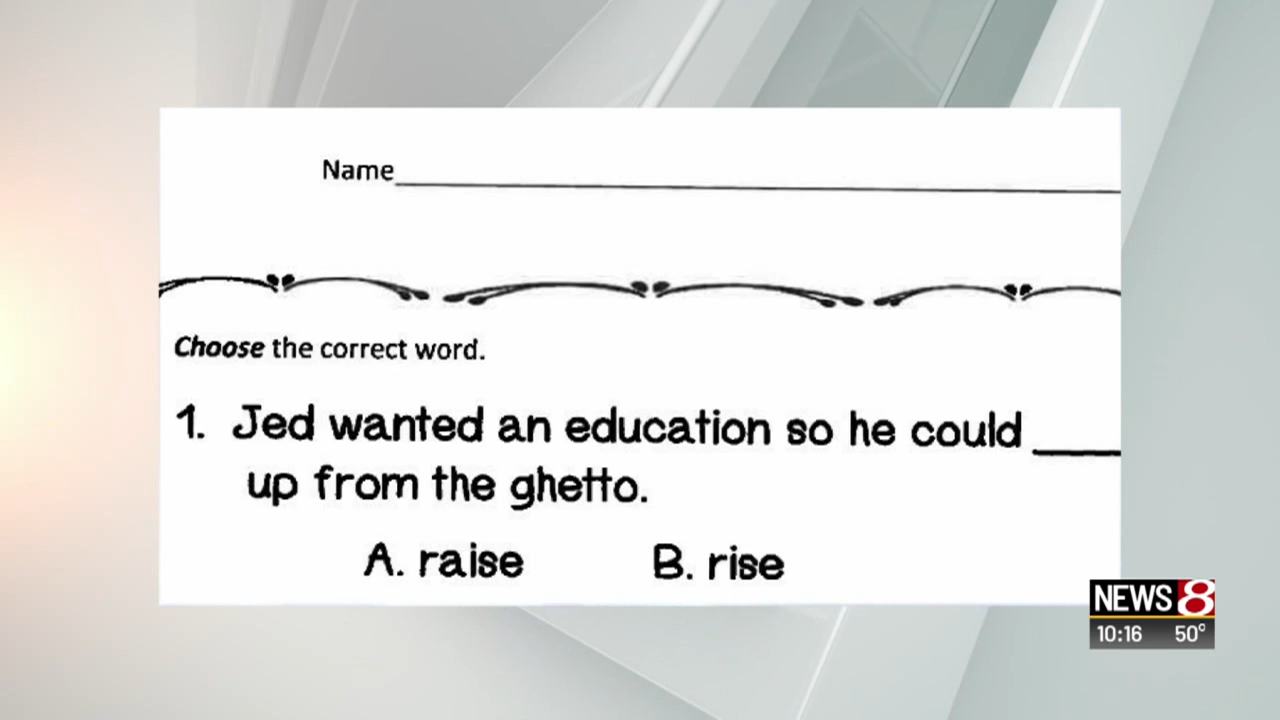 Name
Choose the correct word.
1. Jed wanted an education so he could ____
up from the ghetto.
A. raise B. rise
NEWS 8
10:16 50°